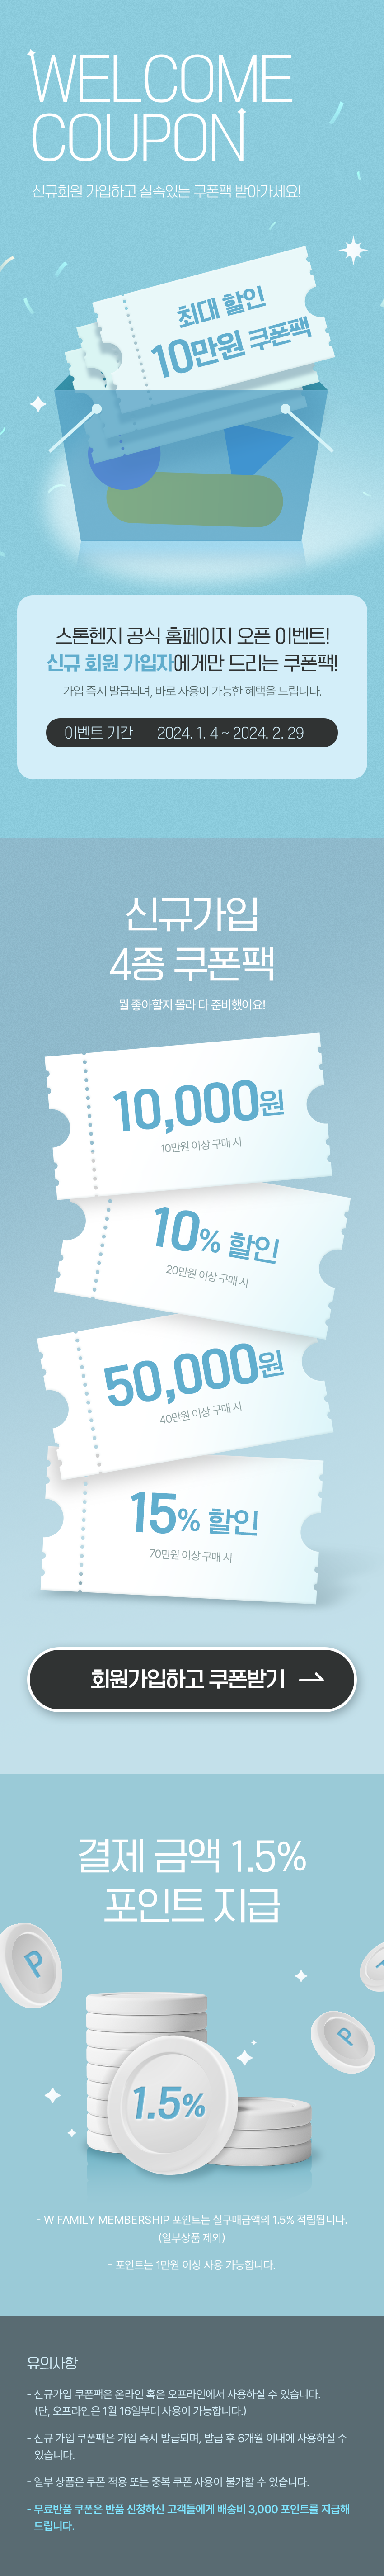 WELCOME
COUPON
신규회원 가입하고 실속있는 쿠폰팩 받아가세요!
최대 할인
10만원 쿠폰팩
스톤헨지 공식 홈페이지 오픈 이벤트!
신규 회원 가입자에게만 드리는 쿠폰팩!
가입 즉시 발급되며, 바로 사용이 가능한 혜택을 드립니다.
이벤트 기간 | 2024. 1. 4 ~ 2024. 2. 29
신규가입
4종 쿠폰팩
뭘 좋아할지 몰라 다 준비했어요!
10,000원
10만원 이상 구매 시
10% 할인
20만원 이상 구매 시
50,000원
40만원 이상 구매 시
15% 할인
70만원 이상 구매 시
회원가입하고 쿠폰받기 →
결제 금액 1.5%
포인트 지급
P
P
P
1.5%
- W FAMILY MEMBERSHIP 포인트는 실구매금액의 1.5% 적립됩니다.
(일부상품 제외)
- 포인트는 1만원 이상 사용 가능합니다.
유의사항
- 신규가입 쿠폰팩은 온라인 혹은 오프라인에서 사용하실 수 있습니다.
(단, 오프라인은 1월 16일부터 사용이 가능합니다.)
- 신규 가입 쿠폰팩은 가입 즉시 발급되며, 발급 후 6개월 이내에 사용하실 수
있습니다.
- 일부 상품은 쿠폰 적용 또는 중복 쿠폰 사용이 불가할 수 있습니다.
- 무료반품 쿠폰은 반품 신청하신 고객들에게 배송비 3,000 포인트를 지급해
드립니다.